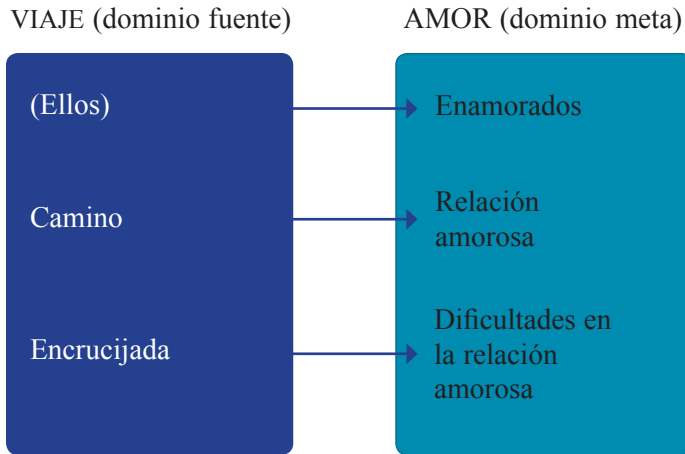 VIAJE (dominio fuente)
AMOR (dominio meta)
(Ellos)
Enamorados
Camino
Relación
amorosa
Encrucijada
Dificultades en
la relación
amorosa